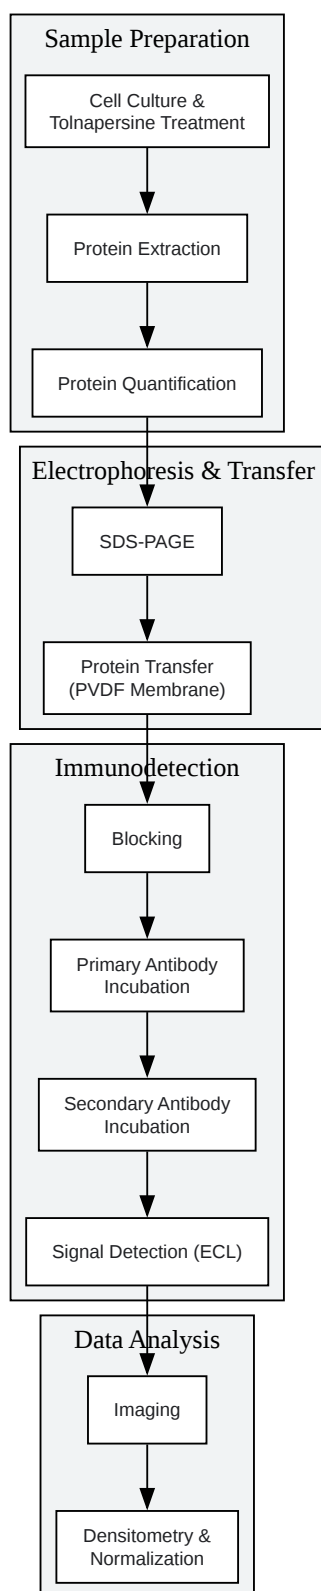 Sample Preparation
Cell Culture &
Tolnapersine Treatment
Protein Extraction
Protein Quantification
Electrophoresis & Transfer
SDS-PAGE
Protein Transfer
(PVDF Membrane)
Immunodetection
Blocking
Primary Antibody
Incubation
Secondary Antibody
Incubation
Signal Detection (ECL)
Data Analysis
Imaging
Densitometry &
Normalization